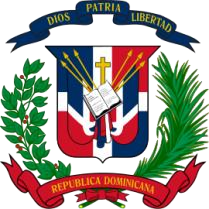 DIOS PATRIA LIBERTAD
REPUBLICA DOMINICANA